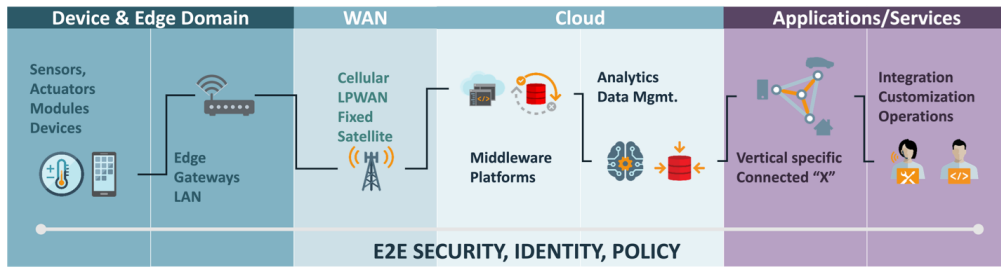 Device & Edge Domain
WAN
Cloud
Applications/Services
Sensors,
Actuators
Modules
Devices
Edge
Gateways
LAN
Cellular
LPWAN
Fixed
Satellite
Middleware
Platforms
Analytics
Data Mgmt.
Vertical specific
Connected “X”
Integration
Customization
Operations
E2E SECURITY, IDENTITY, POLICY